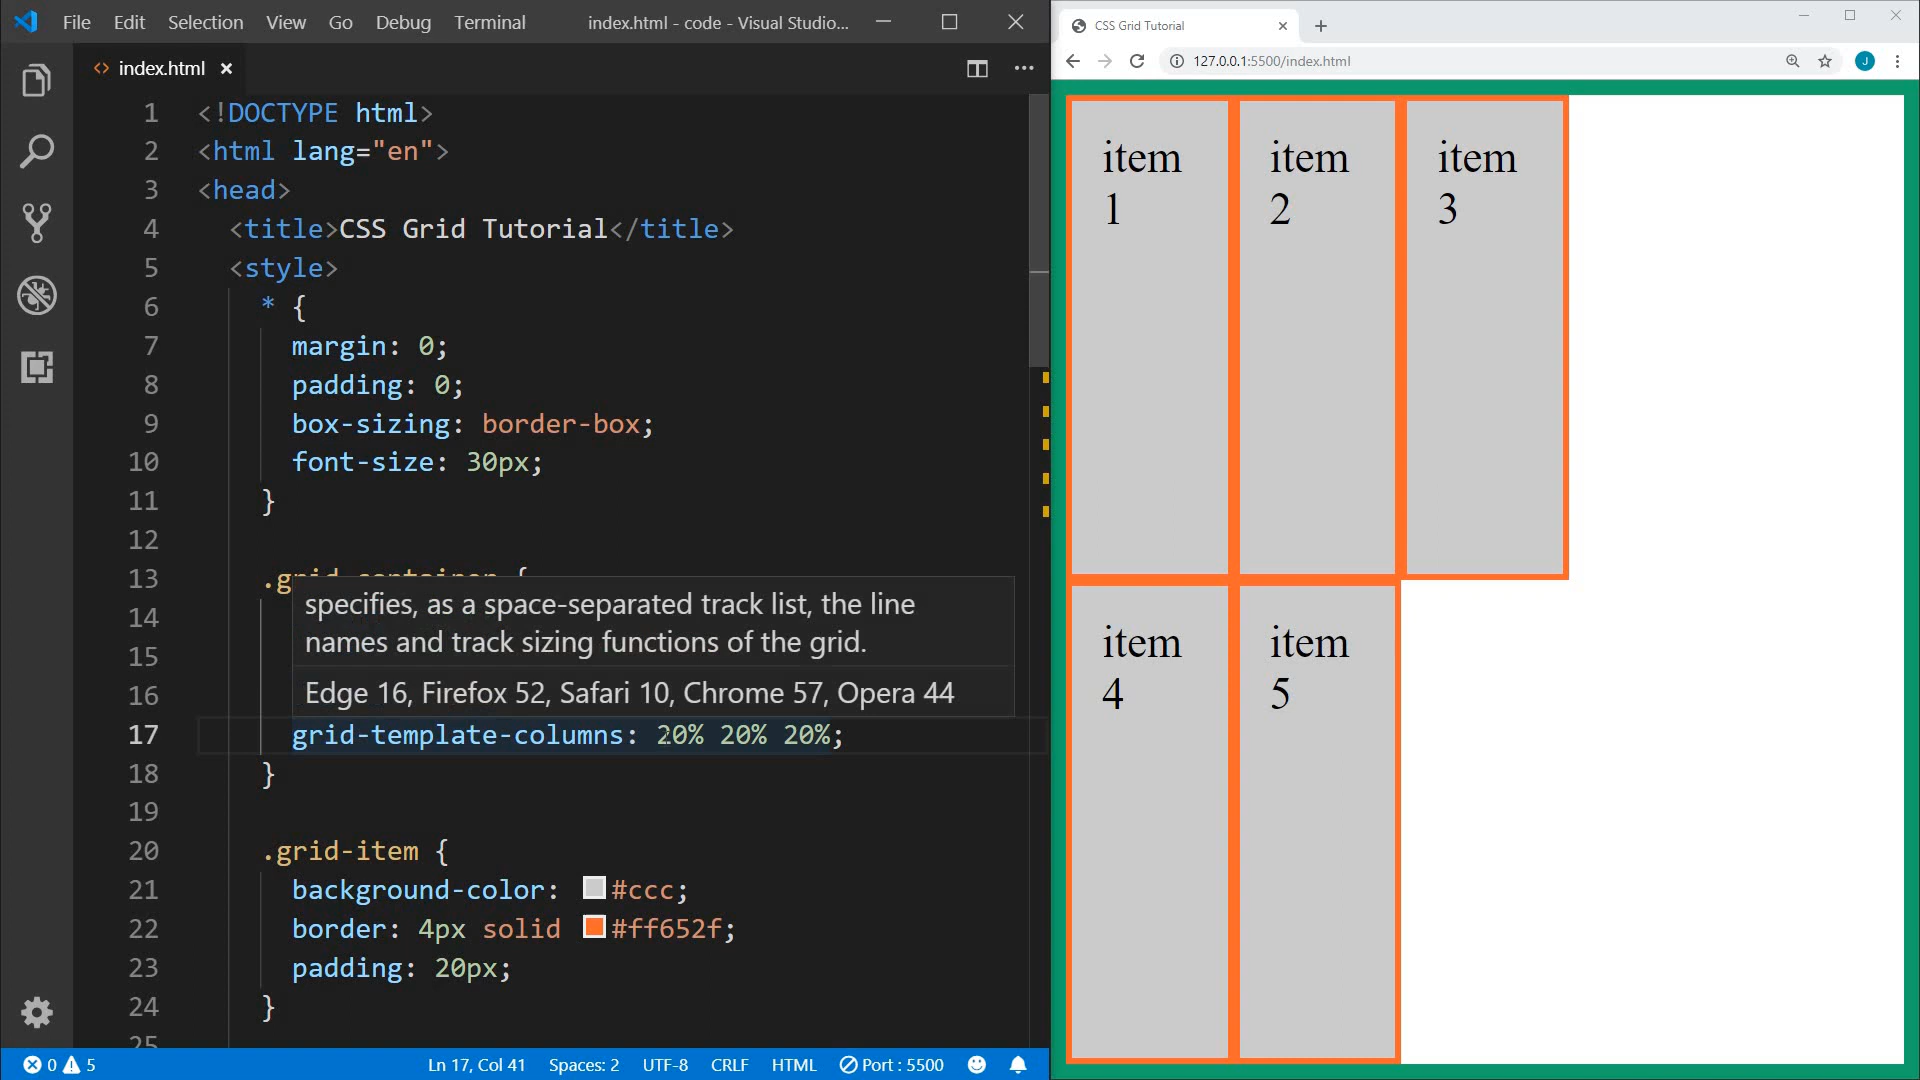 File Edit Selection View Go Debug Terminal index.html - code - Visual Studio...
index.html
1 <!DOCTYPE html>
2 <html lang="en">
3 <head>
4 <title>CSS Grid Tutorial</title>
5 <style>
6 * {
7 margin: 0;
8 padding: 0;
9 box-sizing: border-box;
10 font-size: 30px;
11 }
12
13 .grid-container {
14
15
16
specifies, as a space-separated track list, the line
names and track sizing functions of the grid.
Edge 16, Firefox 52, Safari 10, Chrome 57, Opera 44
17 grid-template-columns: 20% 20% 20%;
18 }
19
20 .grid-item {
21 background-color: #ccc;
22 border: 4px solid #ff652f;
23 padding: 20px;
24 }
25
0 5 Ln 17, Col 41 Spaces: 2 UTF-8 CRLF HTML Port : 5500
CSS Grid Tutorial
127.0.0.1:5500/index.html
J
item
1
item
2
item
3
item
4
item
5